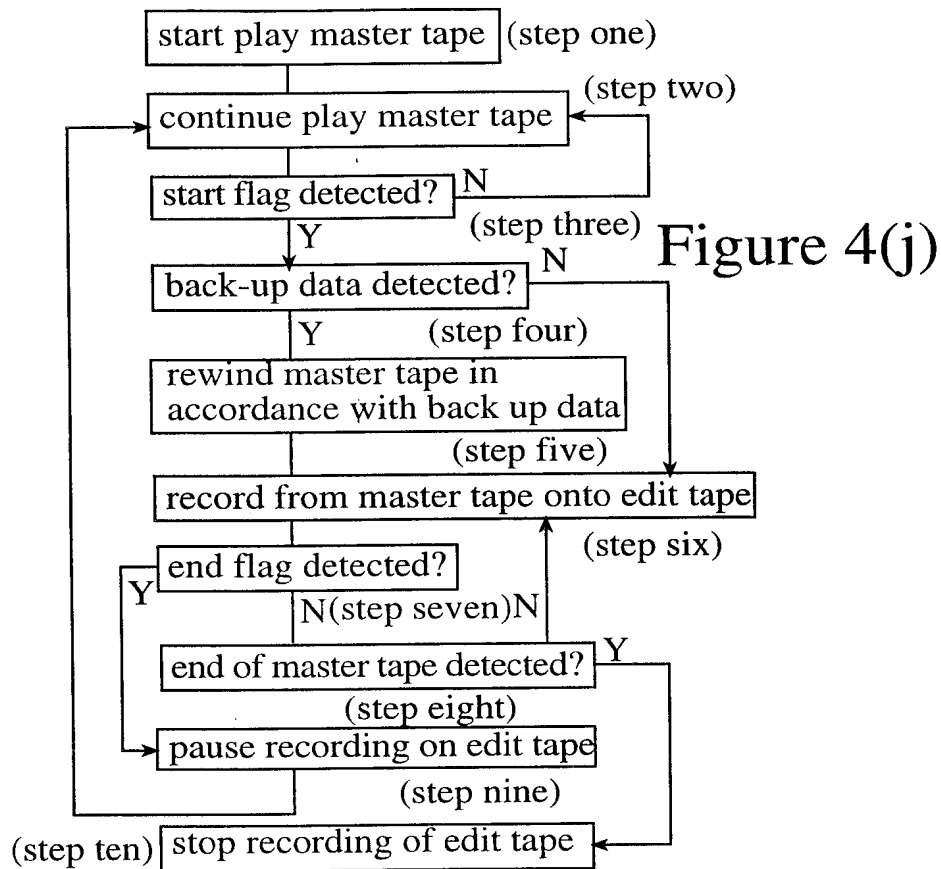 start play master tape (step one)
(step two)
continue play master tape
start flag detected? N
(step three)
Y
Figure 4(j)
N
back-up data detected?
Y (step four)
rewind master tape in
accordance with back up data
(step five)
record from master tape onto edit tape
(step six)
end flag detected?
Y
N(step seven)N
end of master tape detected? Y
(step eight)
pause recording on edit tape
(step nine)
(step ten) stop recording of edit tape